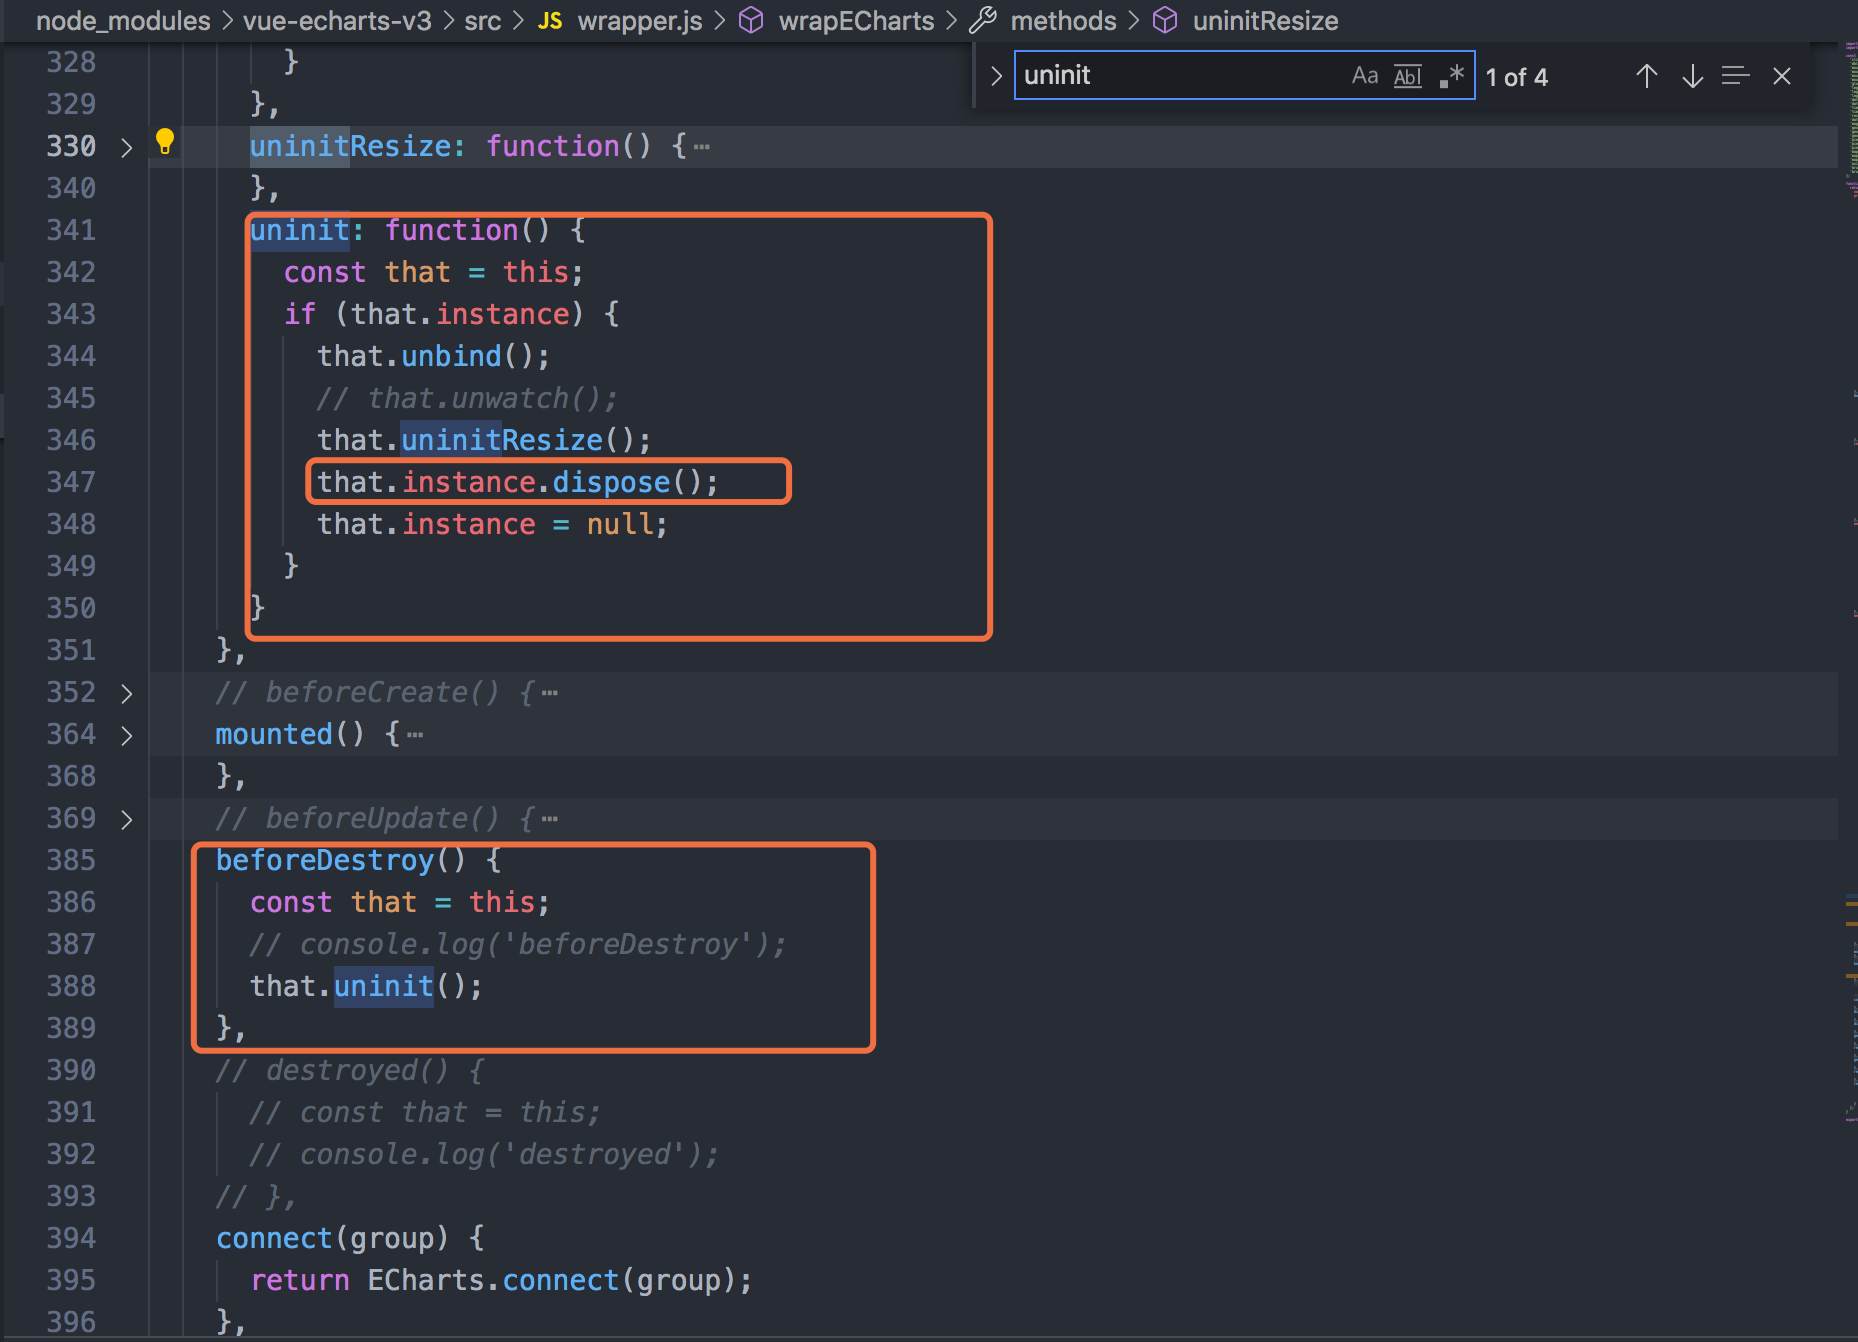 node_modules > vue-echarts-v3 > src > JS wrapper.js > wrapECharts > methods > uninitResize
uninit Aa Abl .* 1 of 4
328 }
329 },
330 uninitResize: function() {…
340 },
341 uninit: function() {
342 const that = this;
343 if (that.instance) {
344 that.unbind();
345 // that.unwatch();
346 that.uninitResize();
347 that.instance.dispose();
348 that.instance = null;
349 }
350 }
351 },
352 // beforeCreate() {…
364 mounted() {…
368 },
369 // beforeUpdate() {…
385 beforeDestroy() {
386 const that = this;
387 // console.log('beforeDestroy');
388 that.uninit();
389 },
390 // destroyed() {
391 // const that = this;
392 // console.log('destroyed');
393 // },
394 connect(group) {
395 return ECharts.connect(group);
396 },